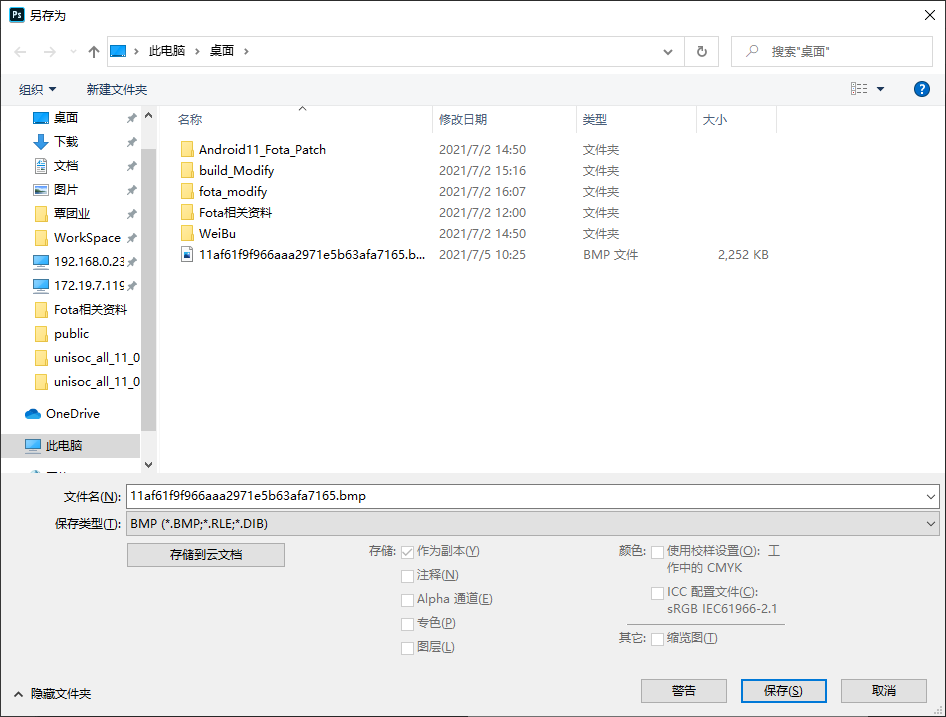 Ps 另存为
此电脑 桌面
搜索"桌面"
组织 新建文件夹
?
桌面
下载
文档
图片
覃团业
WorkSpace
192.168.0.23
172.19.7.119
Fota相关资料
public
unisoc_all_11_0
unisoc_all_11_0
OneDrive
此电脑
名称 修改日期 类型 大小
Android11_Fota_Patch 2021/7/2 14:50 文件夹
build_Modify 2021/7/2 15:16 文件夹
fota_modify 2021/7/2 16:07 文件夹
Fota相关资料 2021/7/2 12:00 文件夹
WeiBu 2021/7/2 14:50 文件夹
11af61f9f966aaa2971e5b63afa7165.b... 2021/7/5 10:25 BMP 文件 2,252 KB
文件名(N): 11af61f9f966aaa2971e5b63afa7165.bmp
保存类型(T): BMP (*.BMP;*.RLE;*.DIB)
存储到云文档
存储: 作为副本(Y)
注释(N)
Alpha 通道(E)
专色(P)
图层(L)
颜色: 使用校样设置(O): 工
作中的 CMYK
ICC 配置文件(C):
sRGB IEC61966-2.1
其它: 缩览图(T)
隐藏文件夹
警告 保存(S) 取消